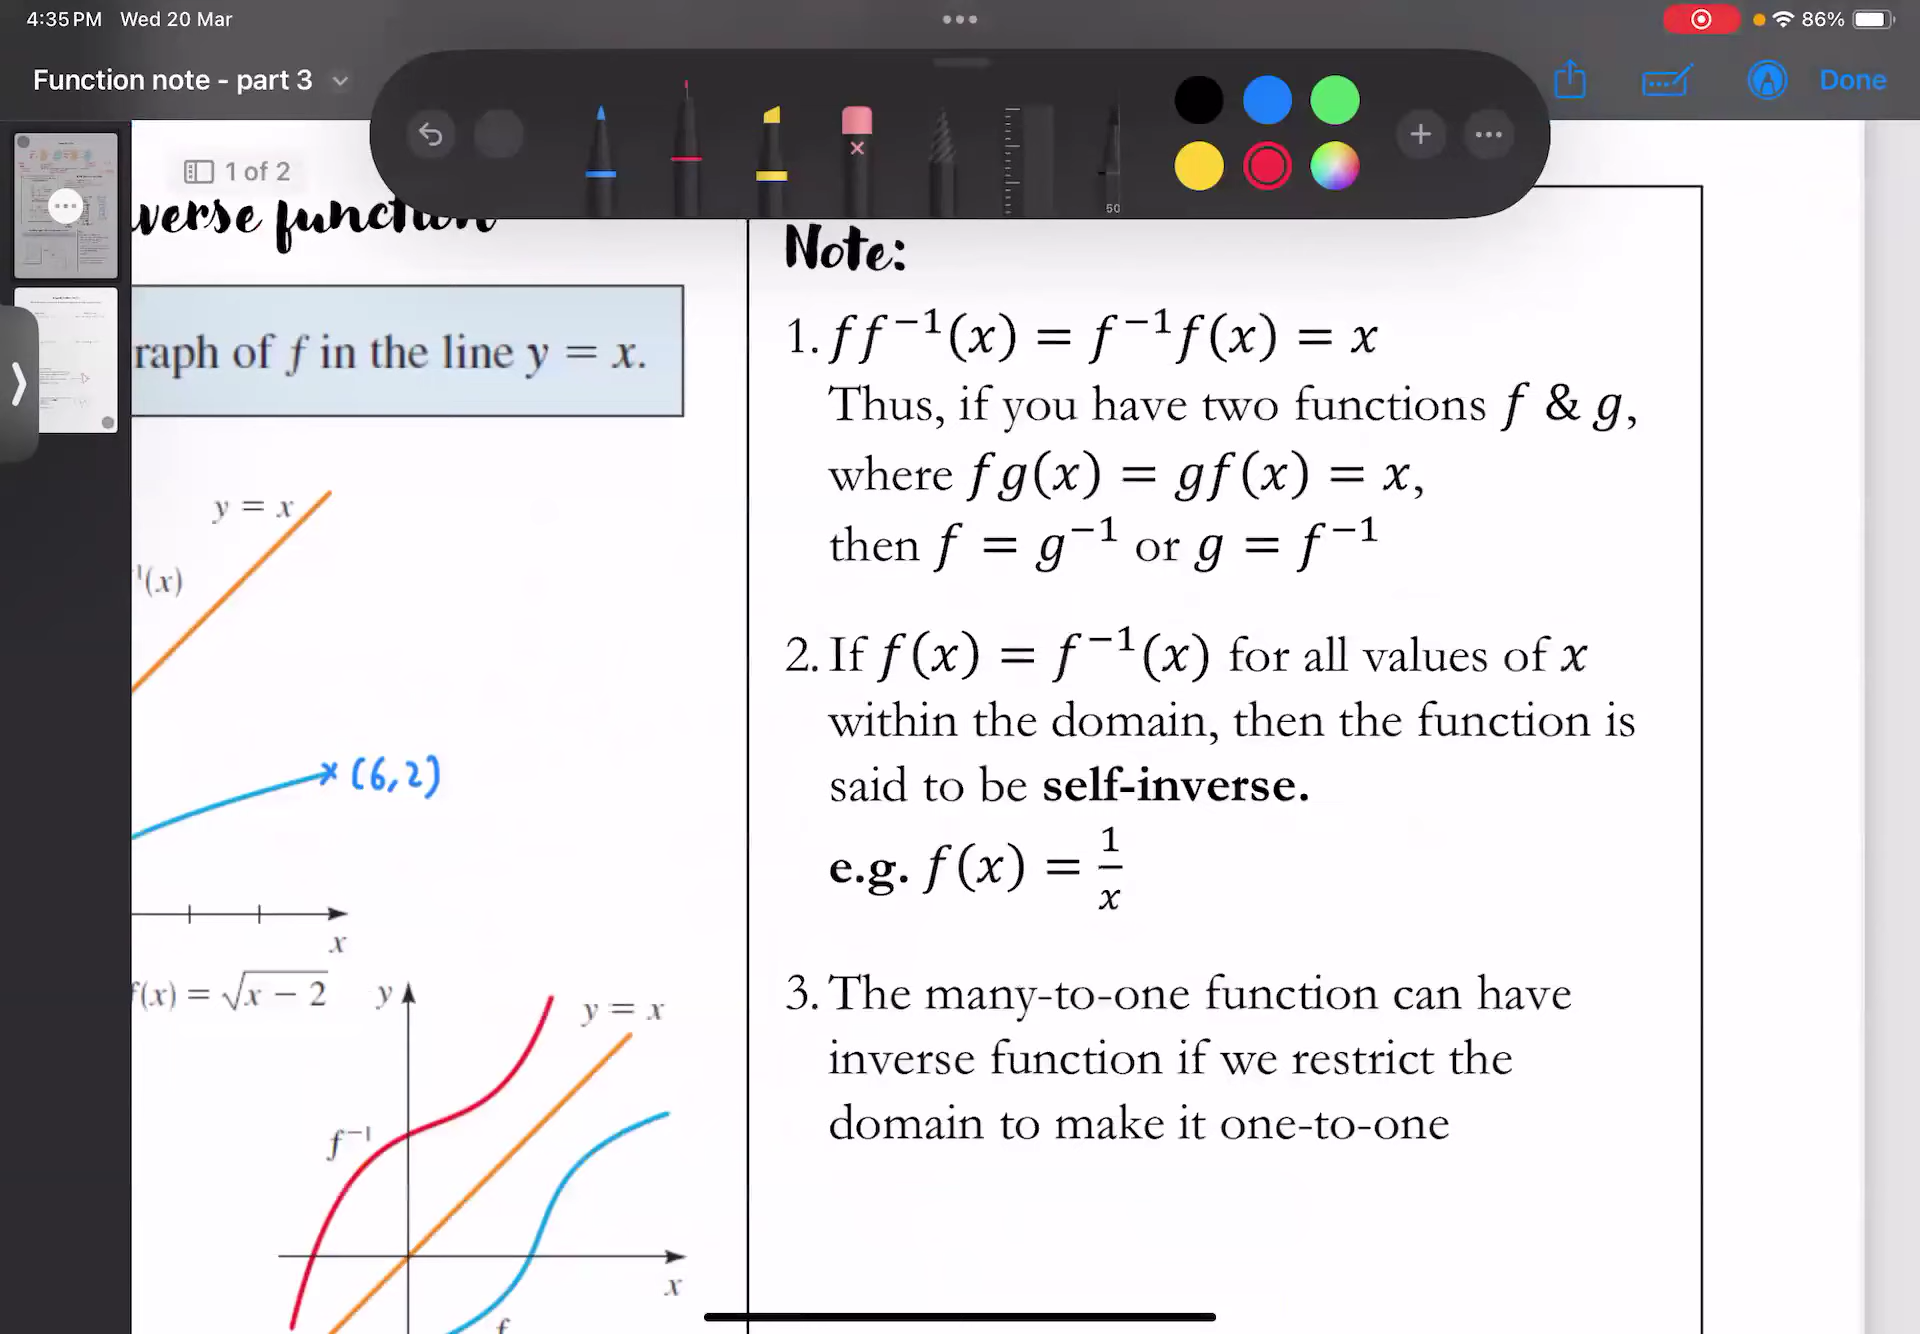 4:35 PM Wed 20 Mar
86%
Function note - part 3
Done
50
1 of 2
verse function
raph of f in the line y = x.
y = x
⁻¹(x)
(6,2)
x
f(x) = √(x − 2)
y
y = x
f⁻¹
x
f
Note:
1. ff⁻¹(x) = f⁻¹f(x) = x
Thus, if you have two functions f & g,
where fg(x) = gf(x) = x,
then f = g⁻¹ or g = f⁻¹
2. If f(x) = f⁻¹(x) for all values of x
within the domain, then the function is
said to be self-inverse.
e.g. f(x) = 1/x
3. The many-to-one function can have
inverse function if we restrict the
domain to make it one-to-one